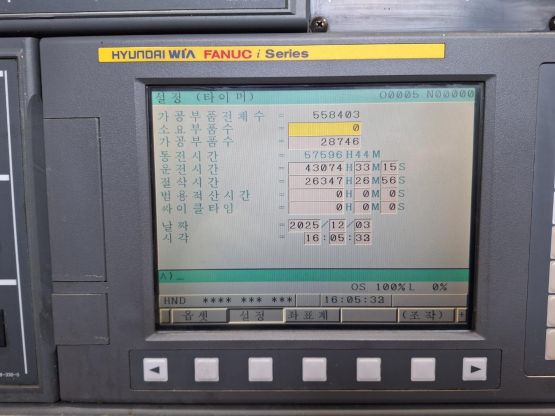 HYUNDAI WIA FANUC i Series
설정 (타이머) O0005 N00000
가공부품전체수 = 558403
소요부품수 = 0
가공부품수 = 28746
통전시간 = 57596H44M
운전시간 = 43074H33M15S
절삭시간 = 26347H26M56S
범용적산시간 = 0H 0M 0S
싸이클타임 = 0H 0M 0S
날짜 = 2025/12/03
시각 = 16:05:33
A)_
OS 100% L 0%
HND **** *** *** 16:05:33
옵셋 설정 좌표계 (조작) +